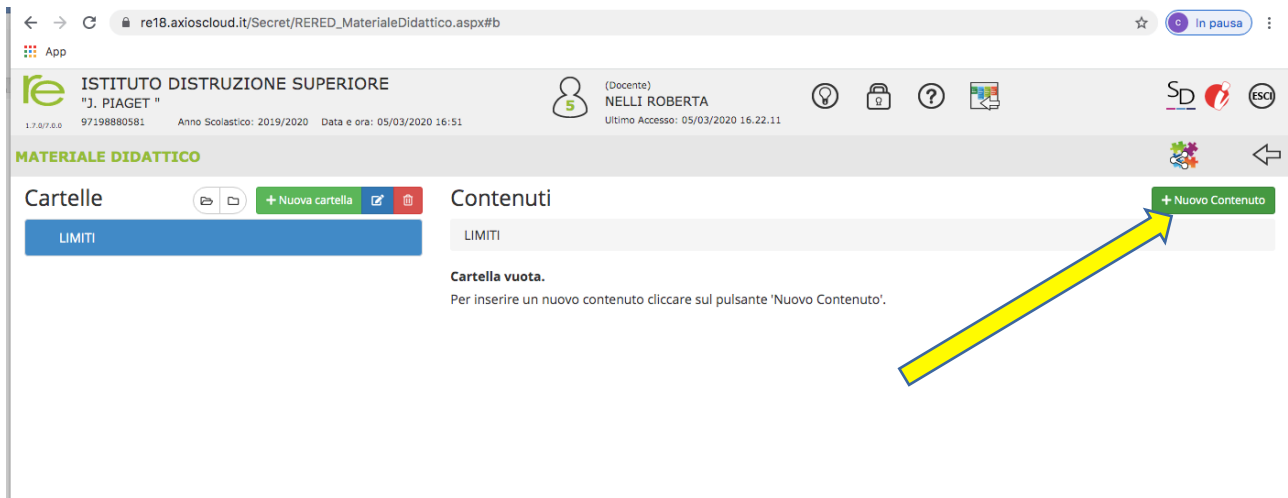 re18.axioscloud.it/Secret/RERED_MaterialeDidattico.aspx#b
c In pausa
App
re
ISTITUTO DISTRUZIONE SUPERIORE
"J. PIAGET "
1.7.0/7.0.0 97198880581 Anno Scolastico: 2019/2020 Data e ora: 05/03/2020 16:51
5
(Docente)
NELLI ROBERTA
Ultimo Accesso: 05/03/2020 16.22.11
?
SD
ESCI
MATERIALE DIDATTICO
Cartelle
+ Nuova cartella
LIMITI
Contenuti
+ Nuovo Contenuto
LIMITI
Cartella vuota.
Per inserire un nuovo contenuto cliccare sul pulsante 'Nuovo Contenuto'.